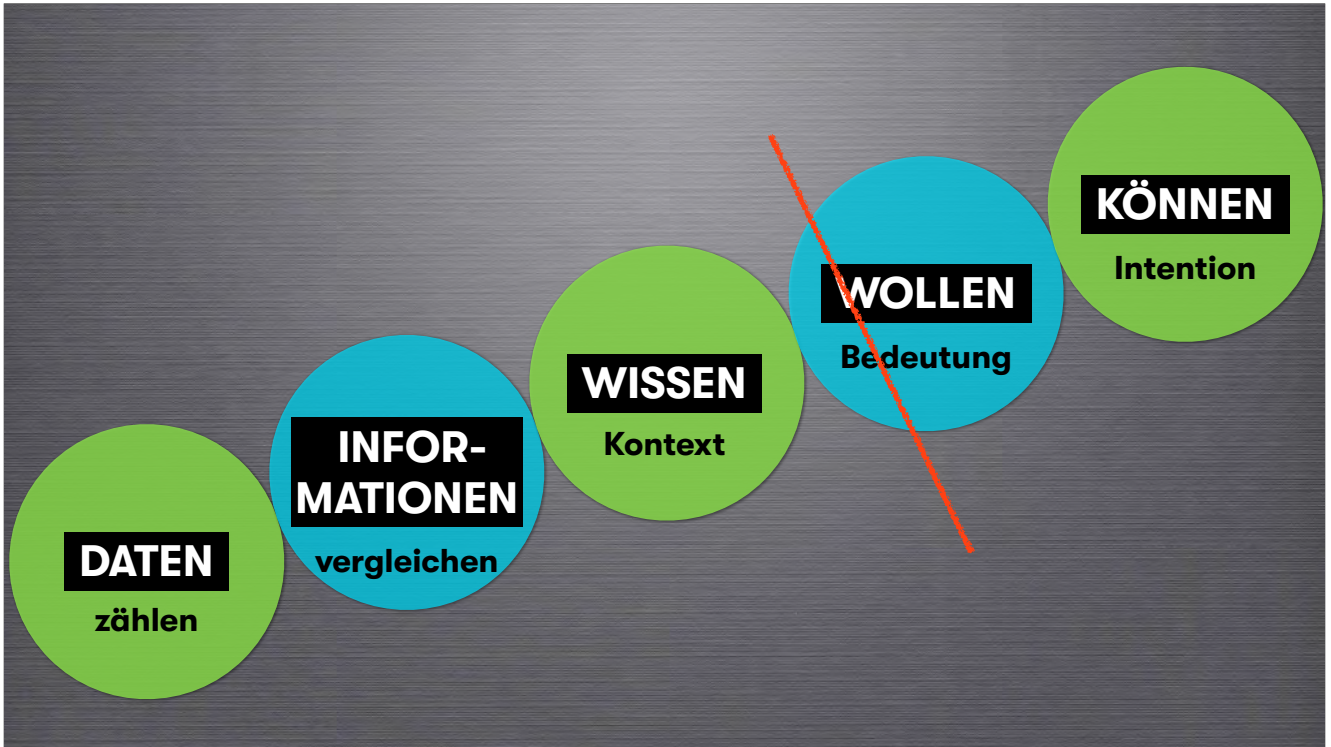 DATEN
zählen
INFOR-
MATIONEN
vergleichen
WISSEN
Kontext
WOLLEN
Bedeutung
KÖNNEN
Intention